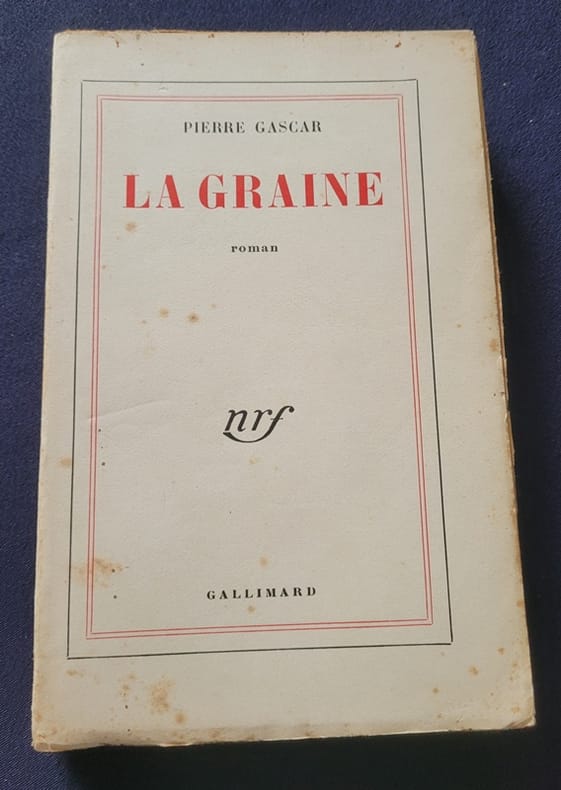 PIERRE GASCAR
LA GRAINE
roman
nrf
GALLIMARD